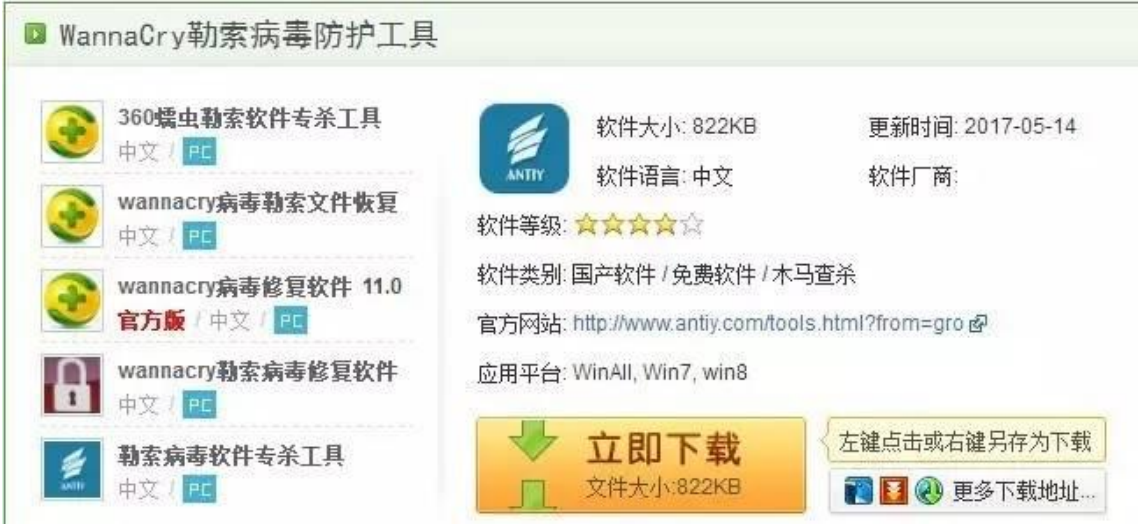 WannaCry勒索病毒防护工具
360蠕虫勒索软件专杀工具
中文 / PC
wannacry病毒勒索文件恢复
中文 / PC
wannacry病毒修复软件 11.0
官方版 / 中文 / PC
wannacry勒索病毒修复软件
中文 / PC
ANTIY
勒索病毒软件专杀工具
中文 / PC
ANTIY
软件大小: 822KB
更新时间: 2017-05-14
软件语言: 中文
软件厂商:
软件等级:
软件类别: 国产软件 / 免费软件 / 木马查杀
官方网站: http://www.antiy.com/tools.html?from=gro
应用平台: WinAll, Win7, win8
立即下载
文件大小:822KB
左键点击或右键另存为下载
更多下载地址...